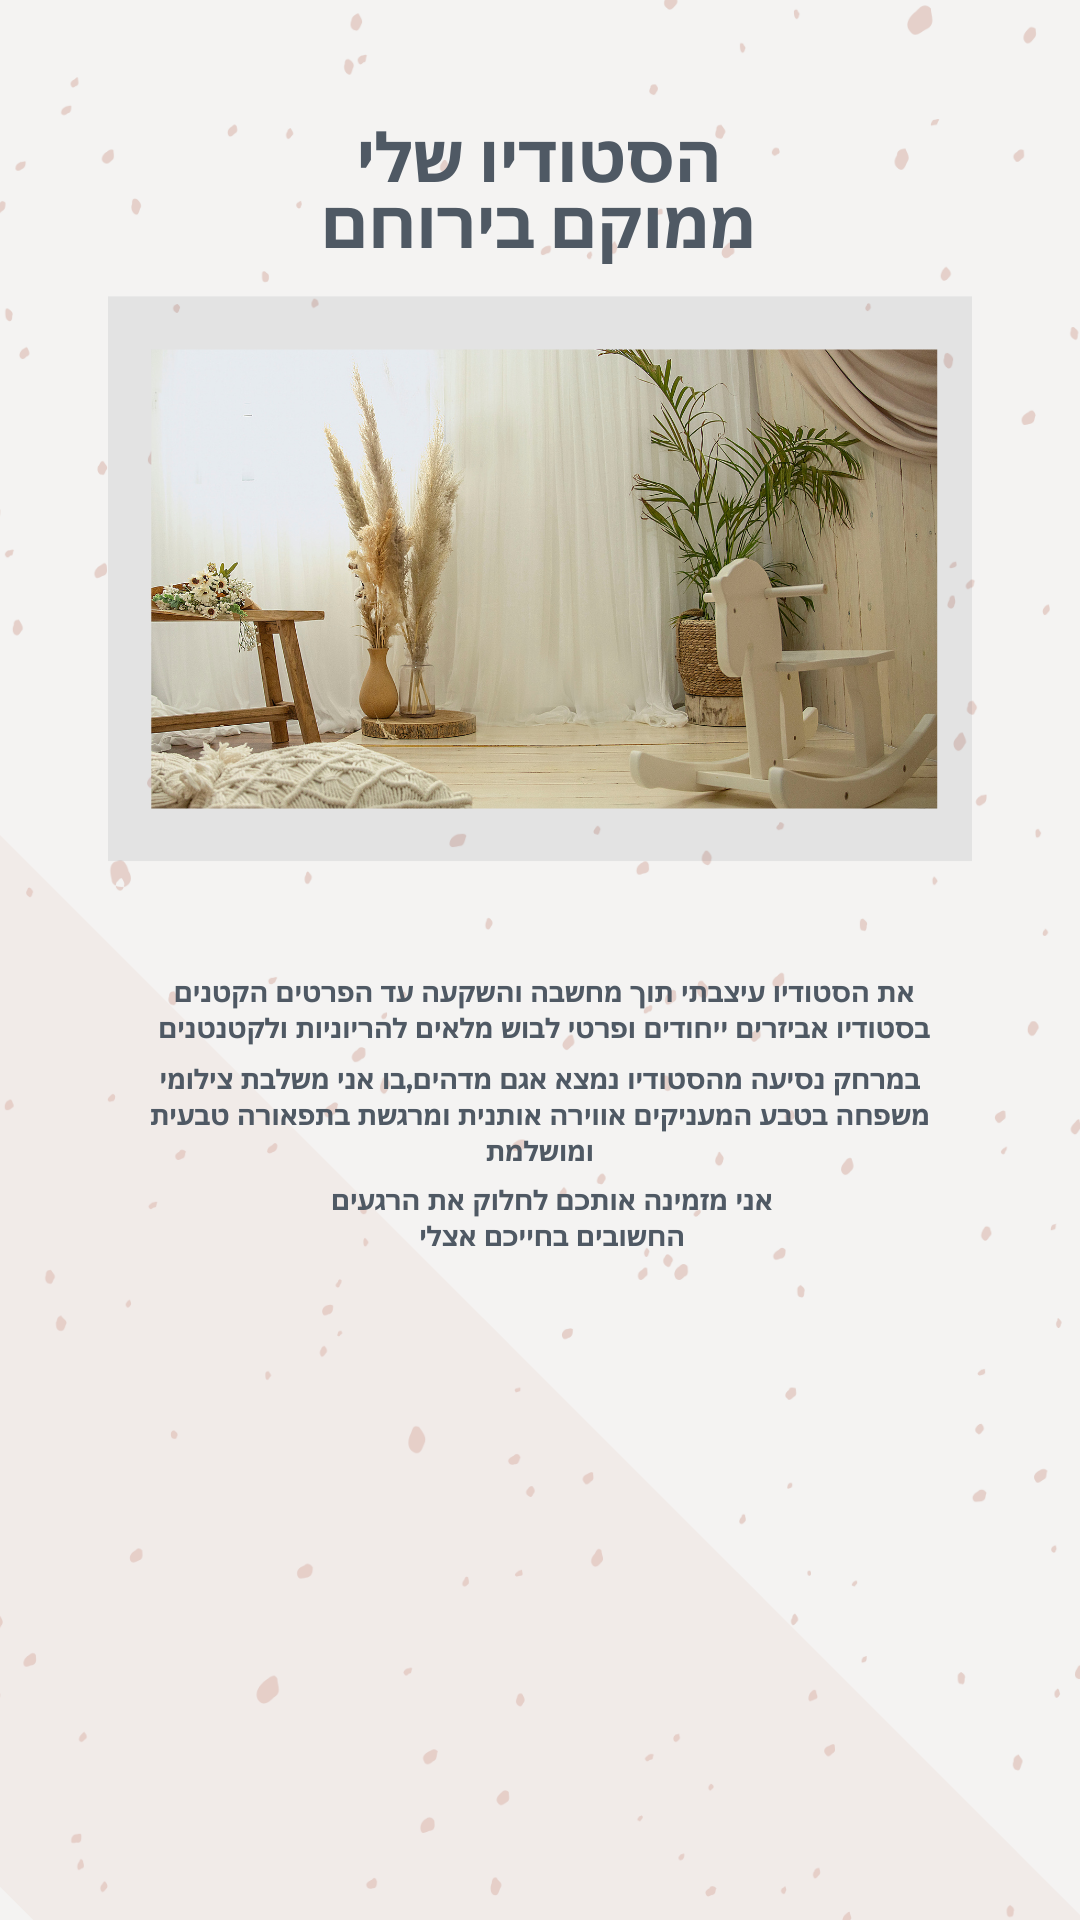 הסטודיו שלי
ממוקם בירוחם
את הסטודיו עיצבתי תוך מחשבה והשקעה עד הפרטים הקטנים
בסטודיו אביזרים ייחודים ופרטי לבוש מלאים להריוניות ולקטנטנים
במרחק נסיעה מהסטודיו נמצא אגם מדהים,בו אני משלבת צילומי
משפחה בטבע המעניקים אווירה אותנית ומרגשת בתפאורה טבעית
ומושלמת
אני מזמינה אותכם לחלוק את הרגעים
החשובים בחייכם אצלי